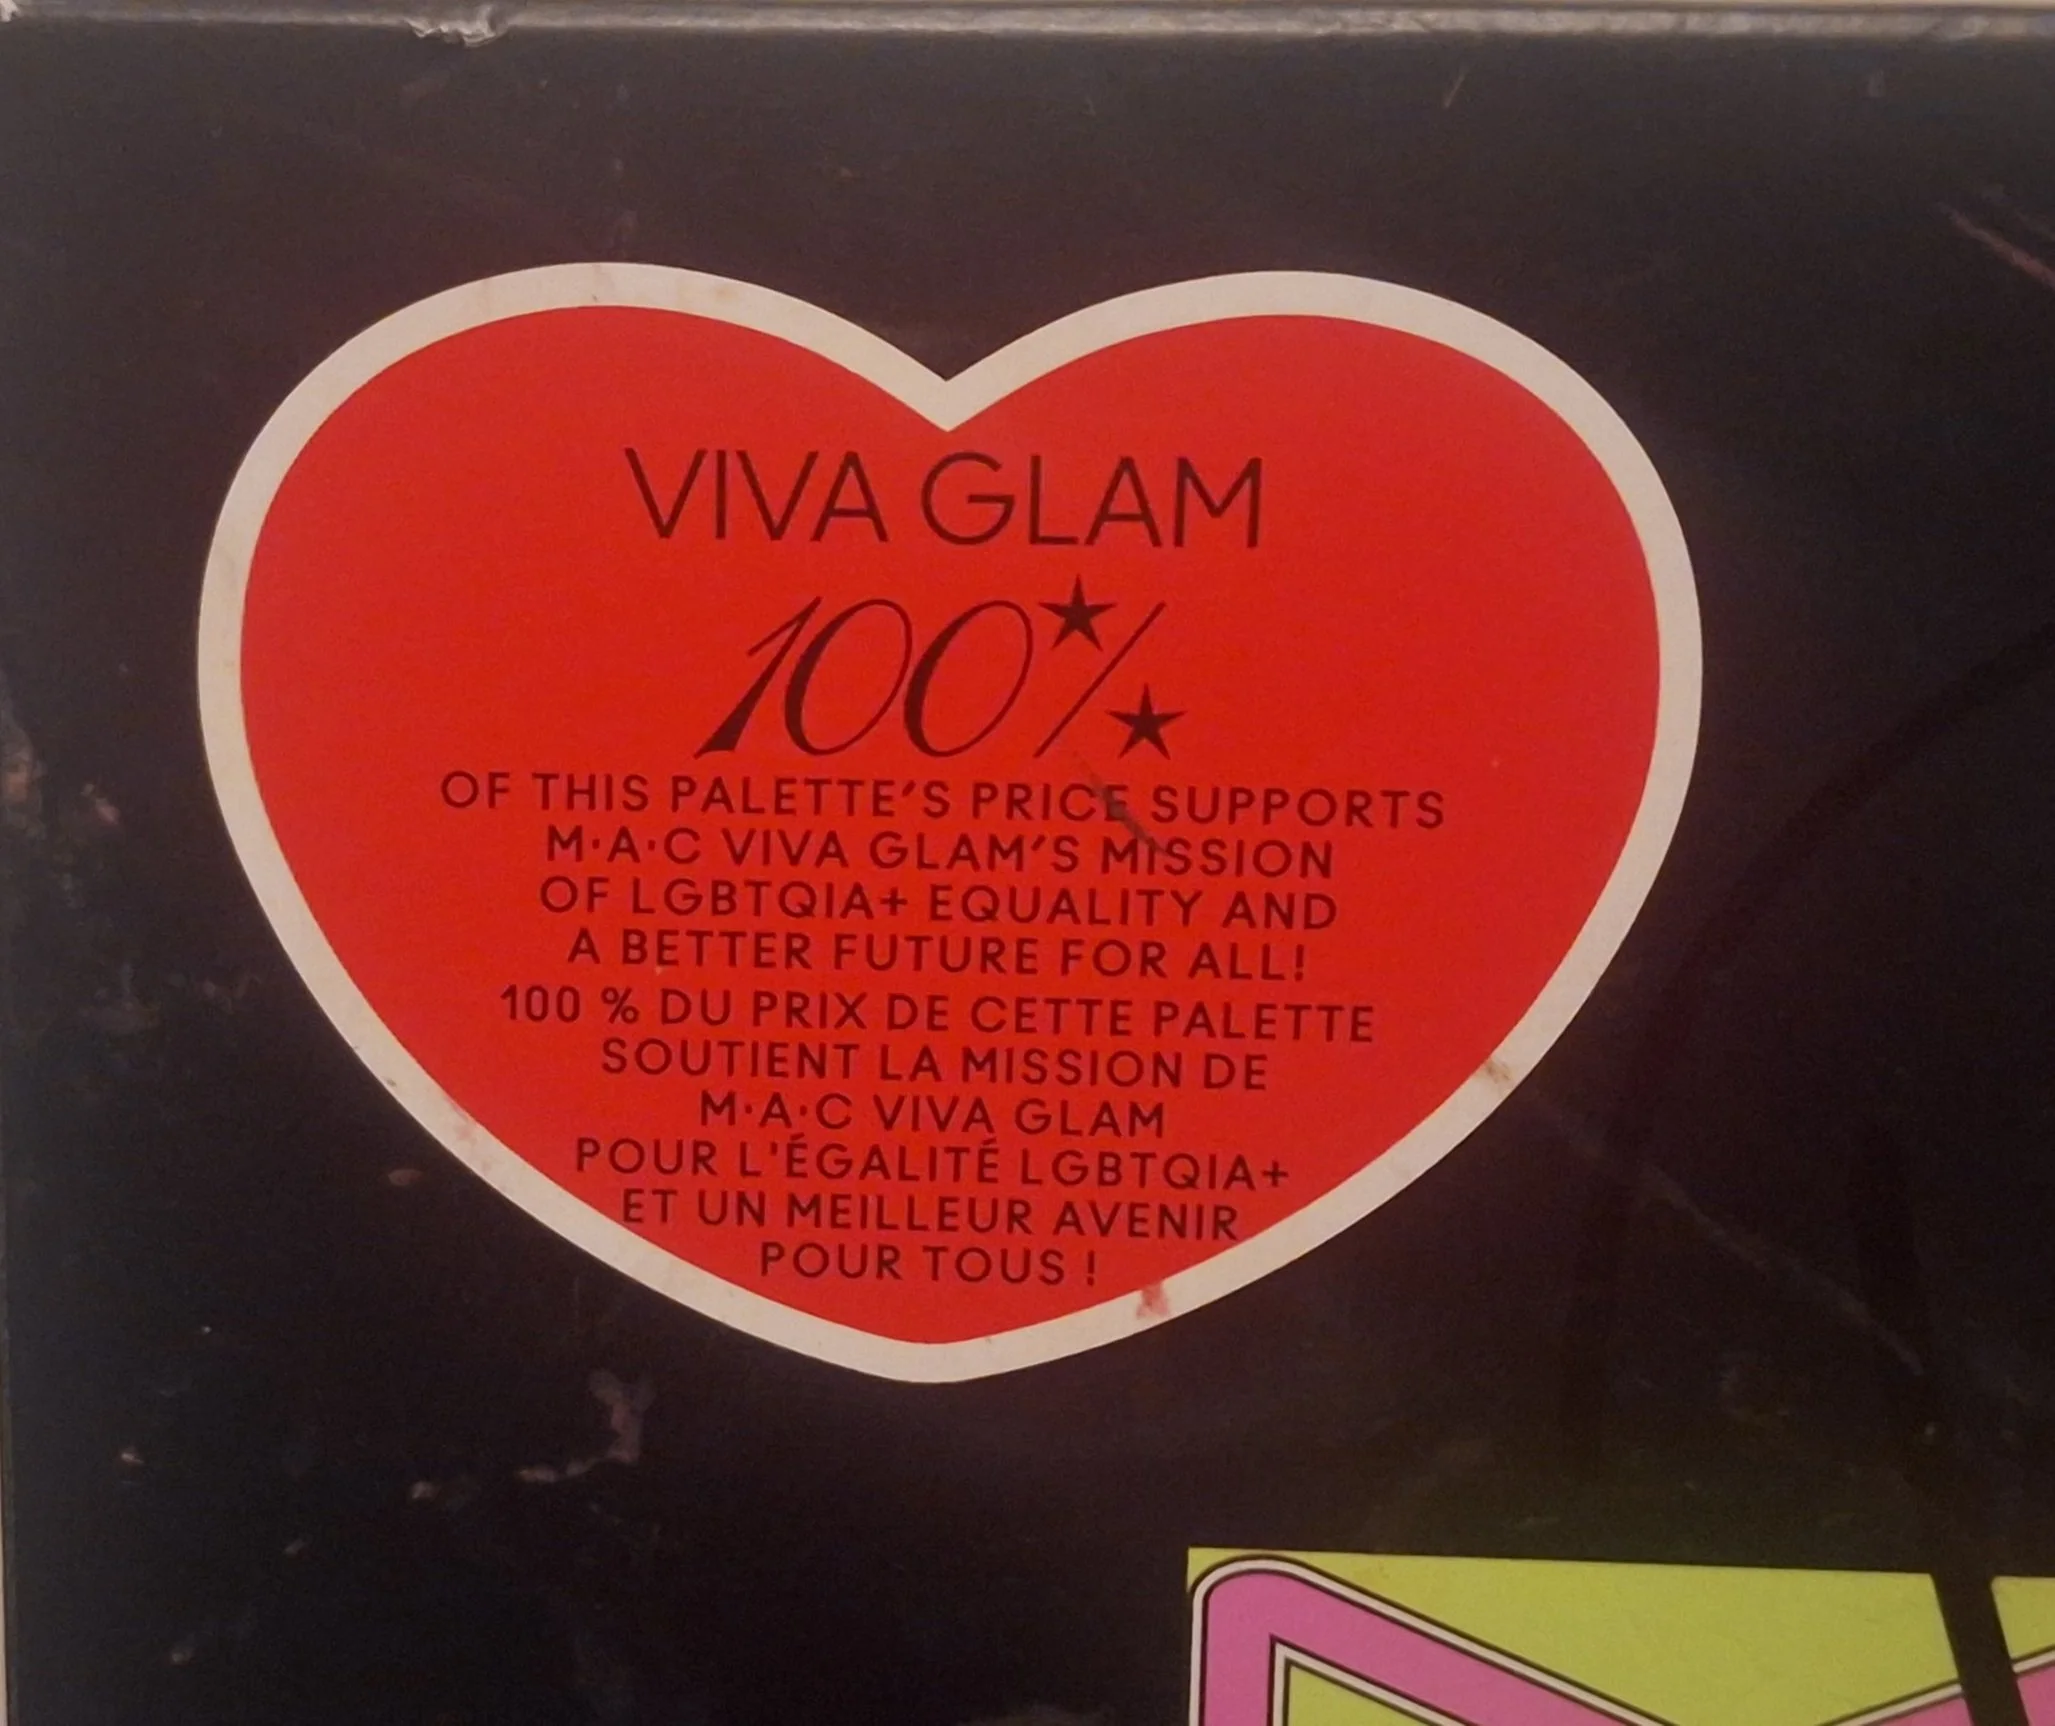 VIVA GLAM
100%
OF THIS PALETTE'S PRICE SUPPORTS
M·A·C VIVA GLAM'S MISSION
OF LGBTQIA+ EQUALITY AND
A BETTER FUTURE FOR ALL!
100 % DU PRIX DE CETTE PALETTE
SOUTIENT LA MISSION DE
M·A·C VIVA GLAM
POUR L'ÉGALITÉ LGBTQIA+
ET UN MEILLEUR AVENIR
POUR TOUS !